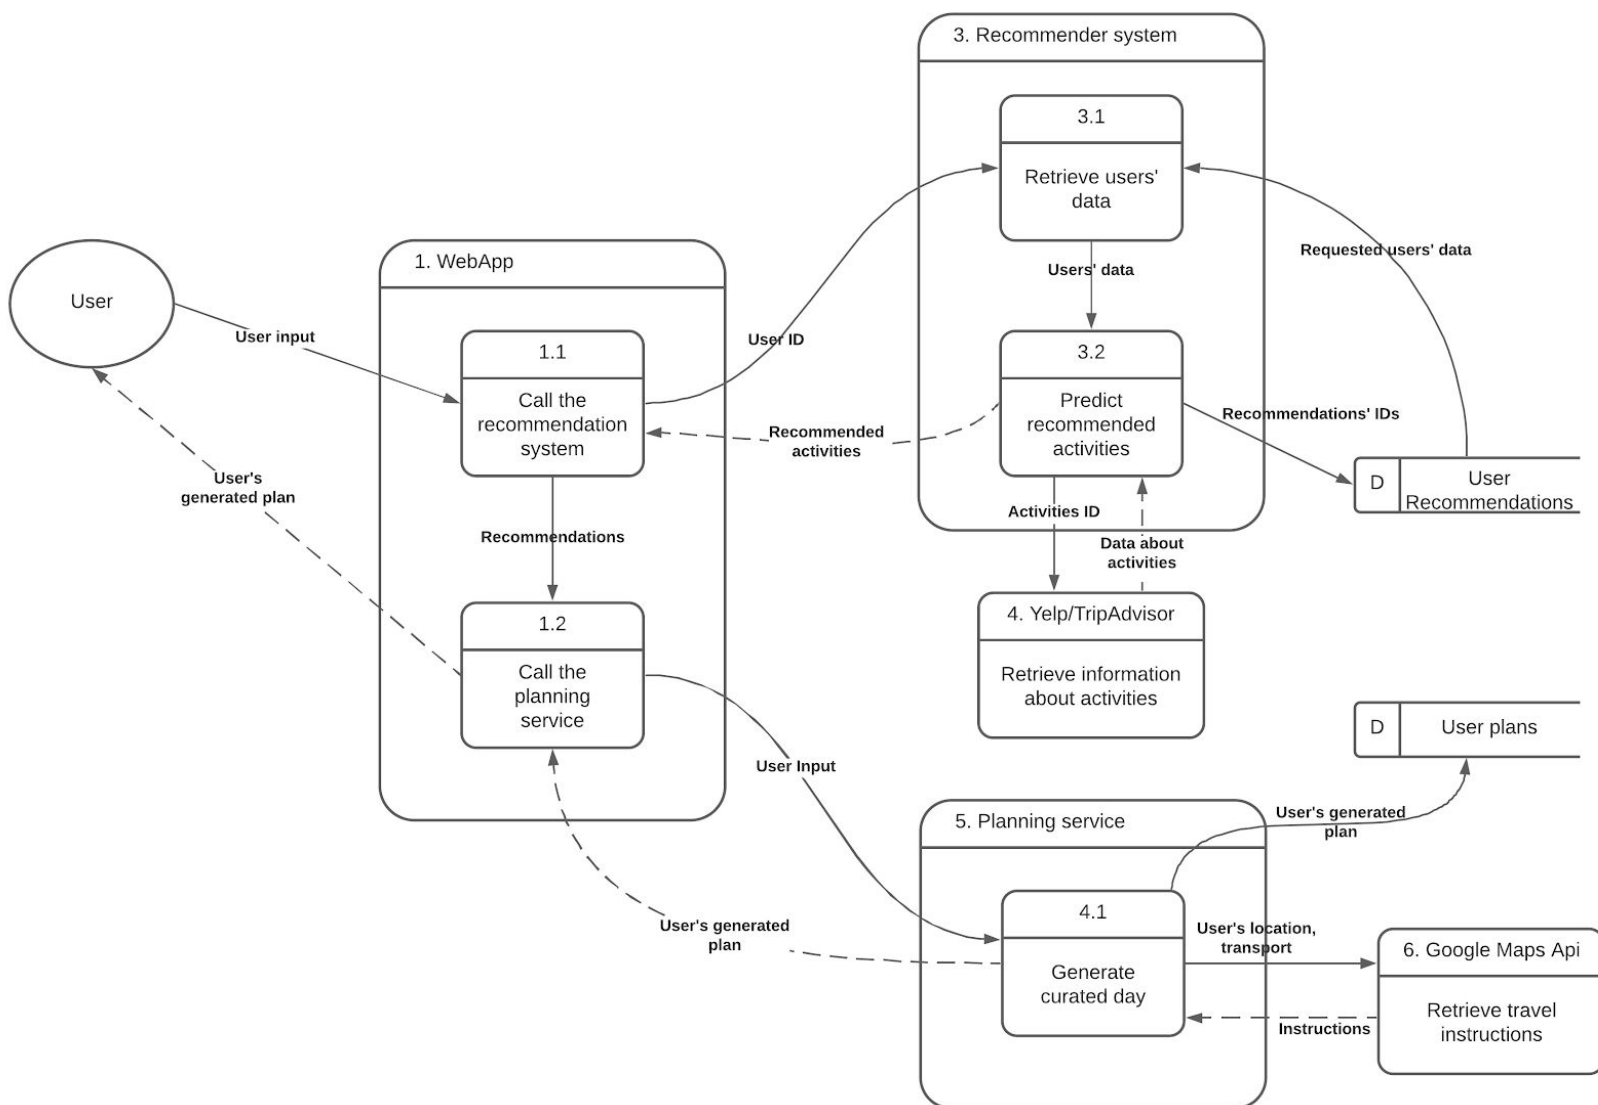 3. Recommender system
3.1
Retrieve users'
data
Requested users' data
Users' data
1. WebApp
User
User input
User ID
1.1
Call the
recommendation
system
3.2
Predict
recommended
activities
Recommended
activities
Recommendations' IDs
D
User
Recommendations
User's
generated plan
Activities ID
Recommendations
Data about
activities
1.2
Call the
planning
service
4. Yelp/TripAdvisor
Retrieve information
about activities
D
User plans
User Input
5. Planning service
User's generated
plan
4.1
Generate
curated day
User's generated
plan
User's location,
transport
6. Google Maps Api
Retrieve travel
instructions
Instructions